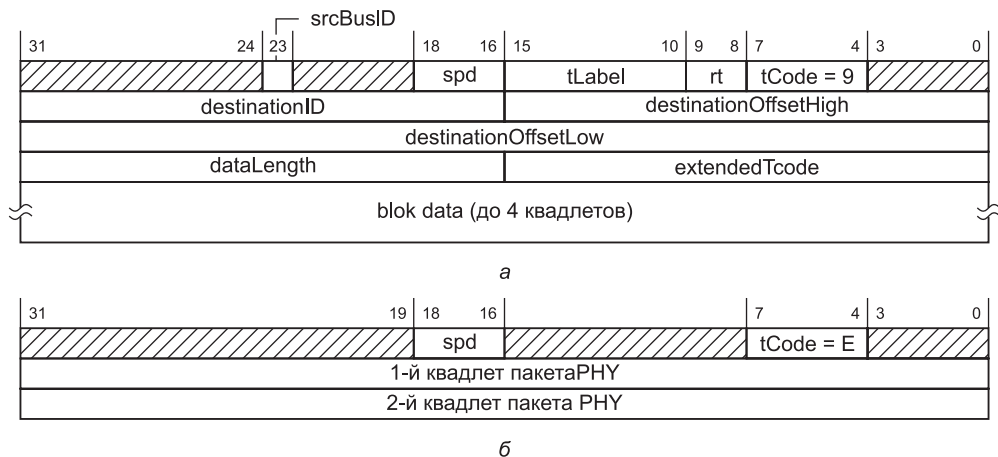 srcBusID
31 24 23 18 16 15 10 9 8 7 4 3 0
spd tLabel rt tCode = 9
destinationID destinationOffsetHigh
destinationOffsetLow
dataLength extendedTcode
blok data (до 4 квадлетов)
а
31 19 18 16 7 4 3 0
spd tCode = E
1-й квадлет пакетаPHY
2-й квадлет пакета PHY
б